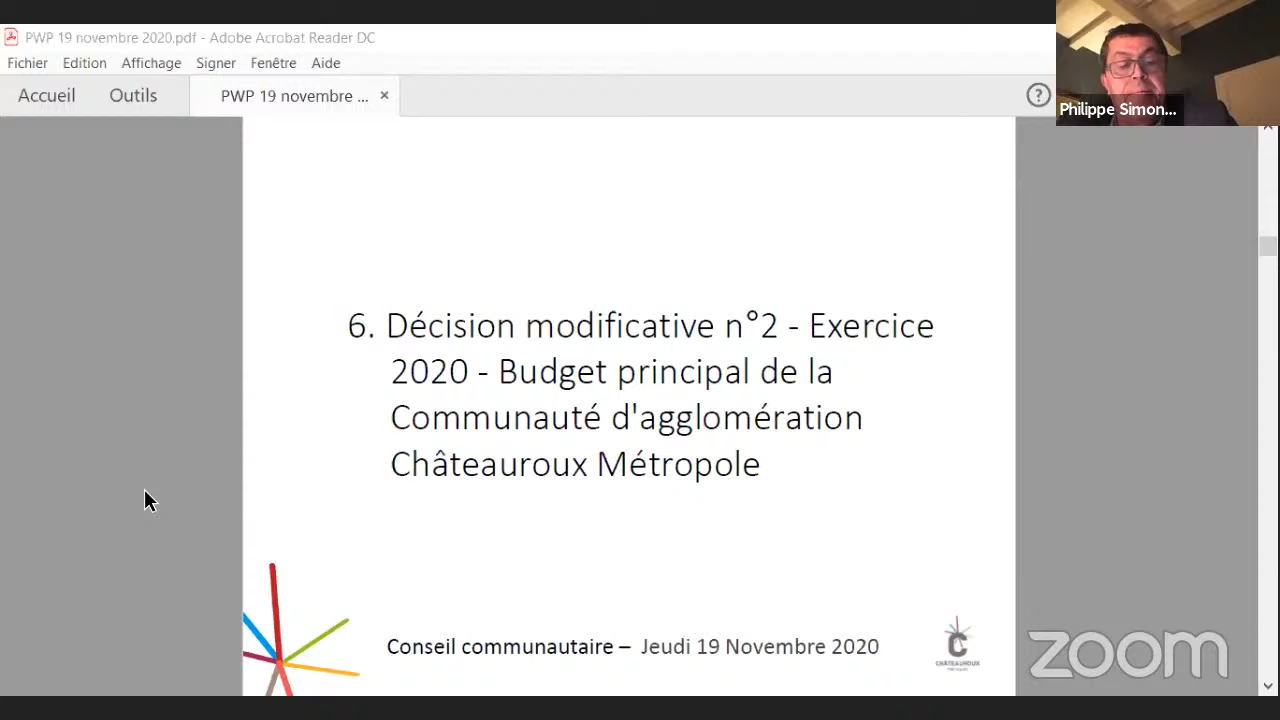 PWP 19 novembre 2020.pdf - Adobe Acrobat Reader DC
Fichier Edition Affichage Signer Fenêtre Aide
Accueil Outils PWP 19 novembre ... ×
?
Philippe Simon...
6. Décision modificative n°2 - Exercice
2020 - Budget principal de la
Communauté d'agglomération
Châteauroux Métropole
Conseil communautaire – Jeudi 19 Novembre 2020
CHÂTEAUROUX
zoom